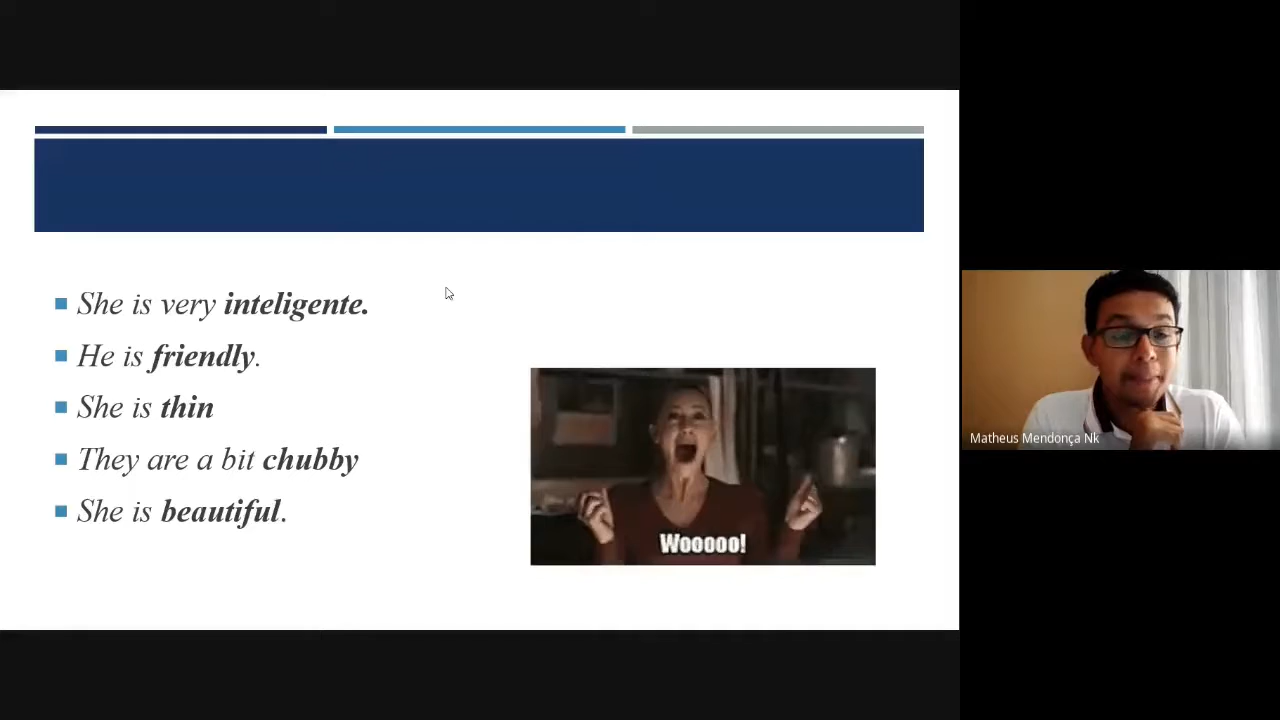 She is very inteligente.
He is friendly.
She is thin
They are a bit chubby
She is beautiful.
Wooooo!
Matheus Mendonça Nk